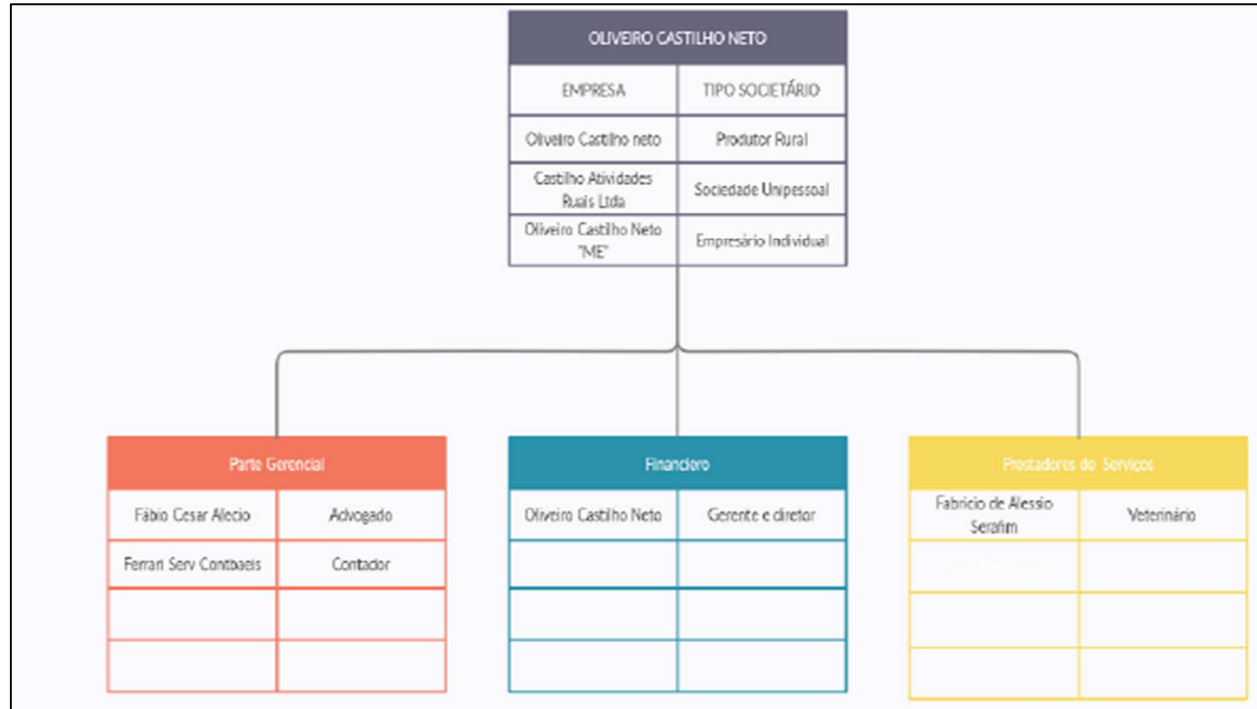 OLIVEIRO CASTILHO NETO
EMPRESA
TIPO SOCIETÁRIO
Oliveiro Castilho neto
Produtor Rural
Castilho Atividades
Ruais Ltda
Sociedade Unipessoal
Oliveiro Castilho Neto
"ME"
Empresário Individual
Parte Gerencial
Fábio Cesar Alecio
Advogado
Ferrari Serv Contbaeis
Contador
Financiero
Oliveiro Castilho Neto
Gerente e diretor
Prestadores de Serviços
Fabricio de Alessio
Serafim
Veterinário